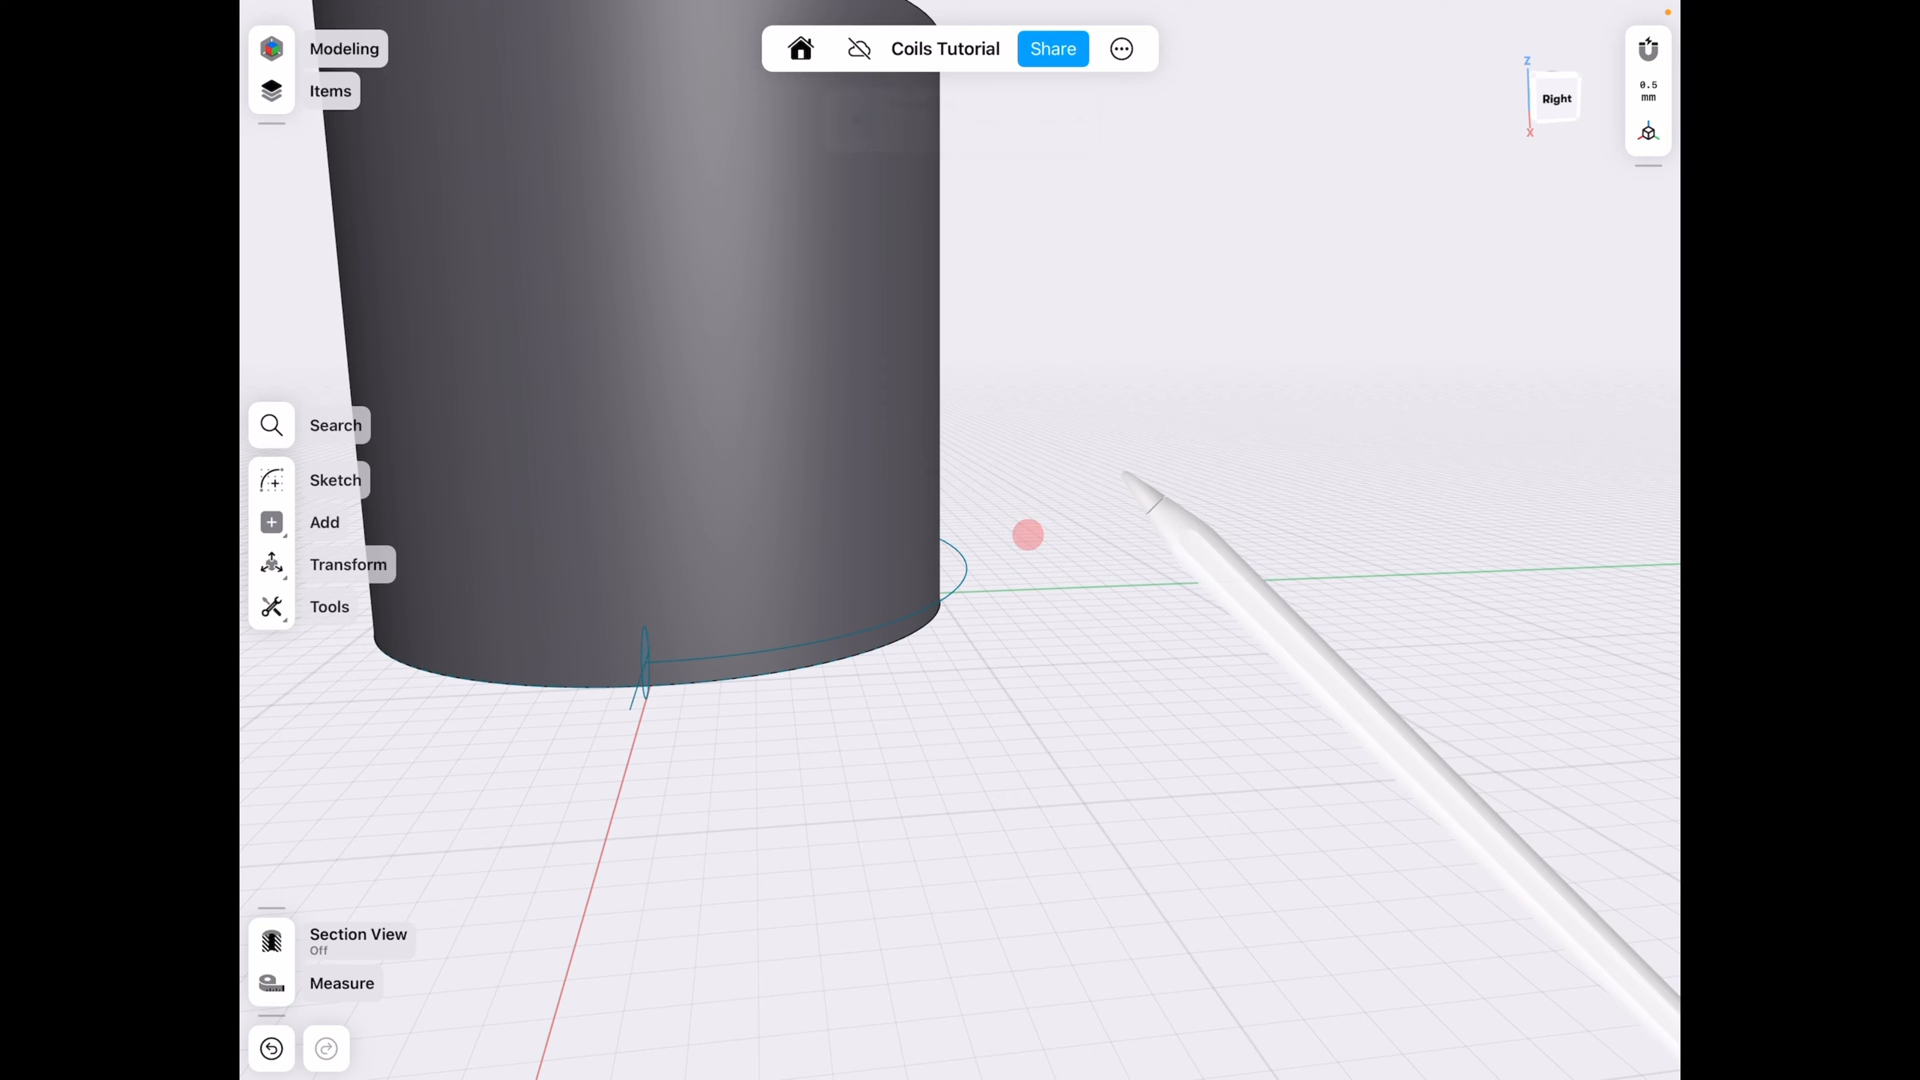 Modeling
Items
Coils Tutorial
Share
Z
Right
X
0.5
mm
Search
Sketch
Add
Transform
Tools
Section View
Off
Measure